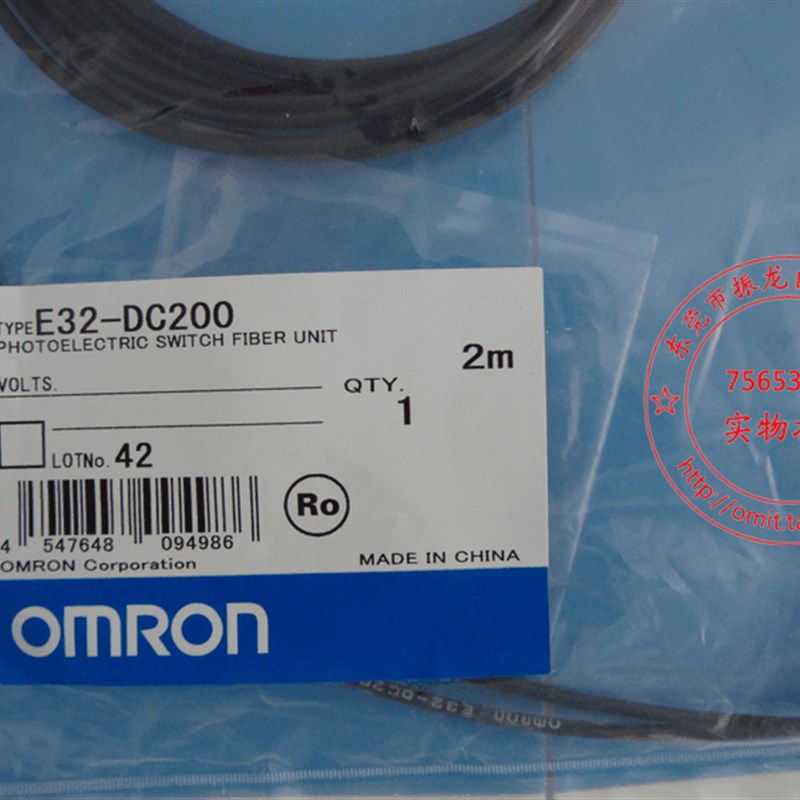 TYPE E32-DC200
PHOTOELECTRIC SWITCH FIBER UNIT
2m
VOLTS.
QTY.
1
LOTNo. 42
Ro
4 547648 094986
OMRON Corporation
MADE IN CHINA
OMRON
OMRON E32-DC2
东莞市振龙
75653
实物
http://omit.ta